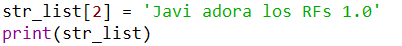 str_list[2] = 'Javi adora los RFs 1.0'
print(str_list)